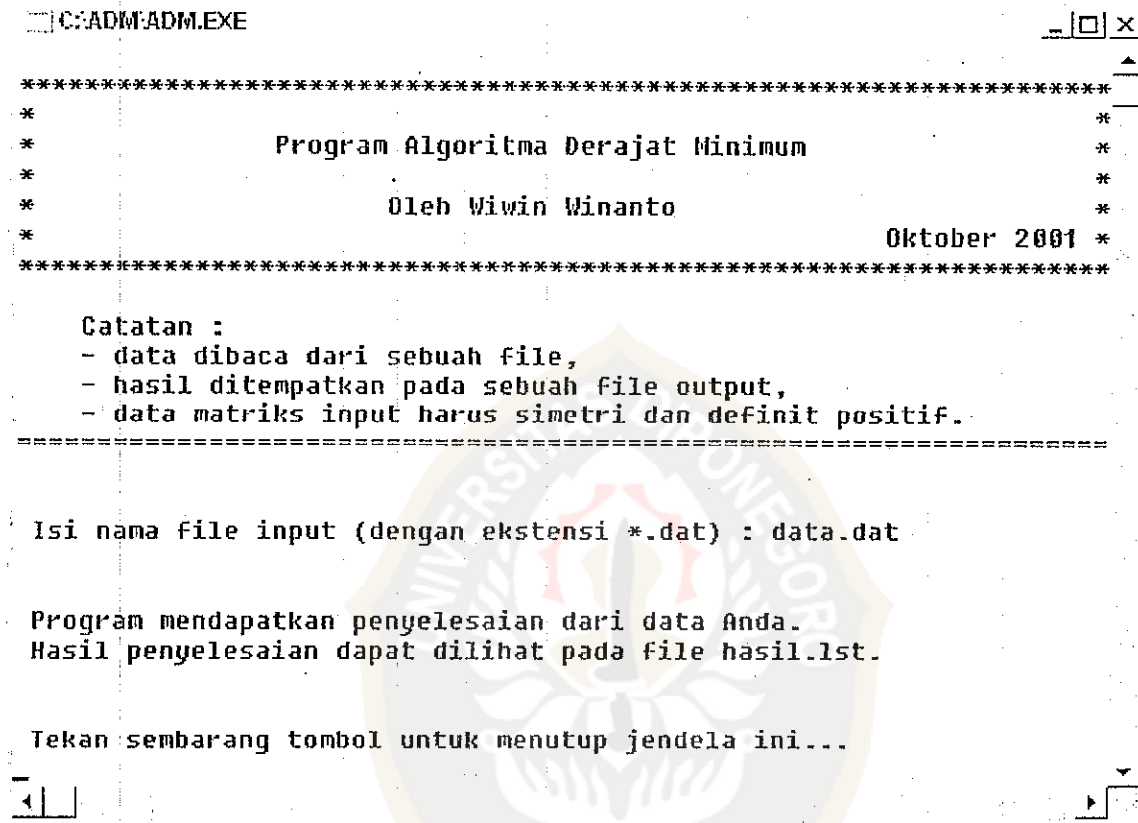 C:\ADM\ADM.EXE
********************************************************************
* *
* Program Algoritma Derajat Minimum *
* *
* Oleh Wiwin Winanto *
* Oktober 2001 *
********************************************************************
Catatan :
- data dibaca dari sebuah file,
- hasil ditempatkan pada sebuah file output,
- data matriks input harus simetri dan definit positif.
====================================================================
UNIVERSITAS DIPONEGORO
Isi nama file input (dengan ekstensi *.dat) : data.dat
Program mendapatkan penyelesaian dari data Anda.
Hasil penyelesaian dapat dilihat pada file hasil.lst.
Tekan sembarang tombol untuk menutup jendela ini...